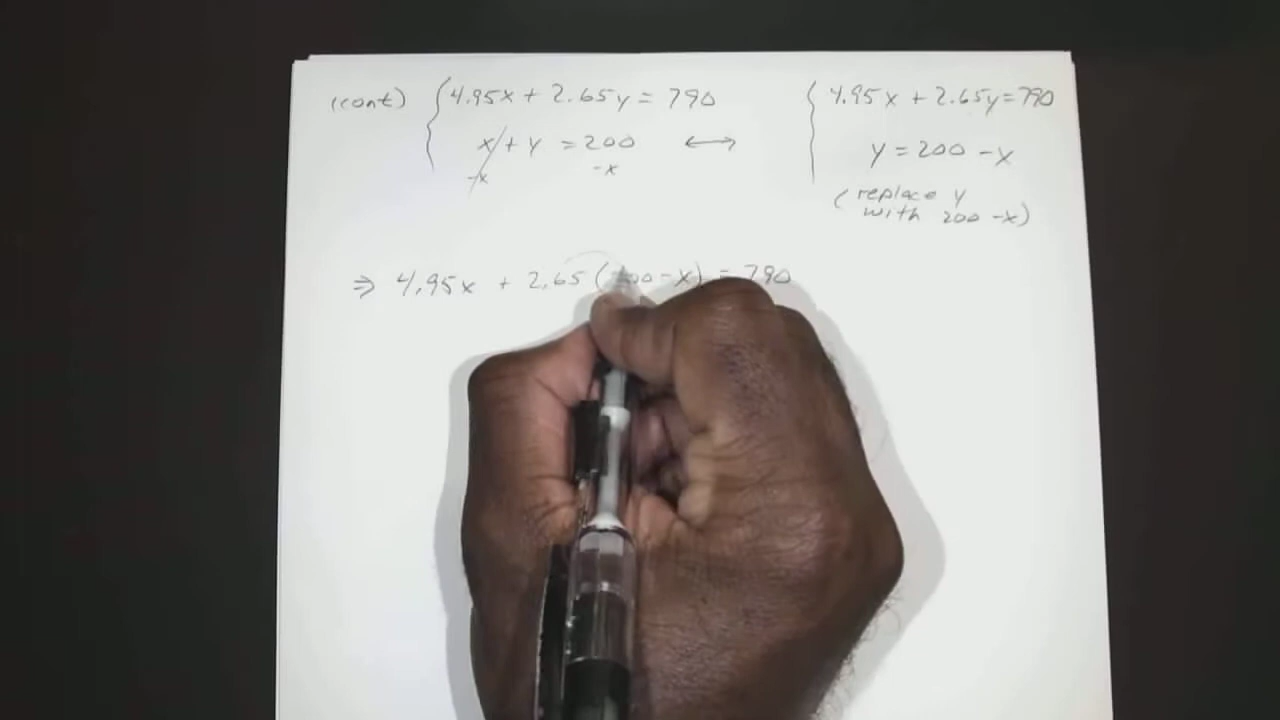 (cont) 4.95x + 2.65y = 790
x + y = 200 ↔
-x -x
4.95x + 2.65y = 790
y = 200 - x
(replace y
with 200 - x)
⇒ 4.95x + 2.65 (200 - x) = 790